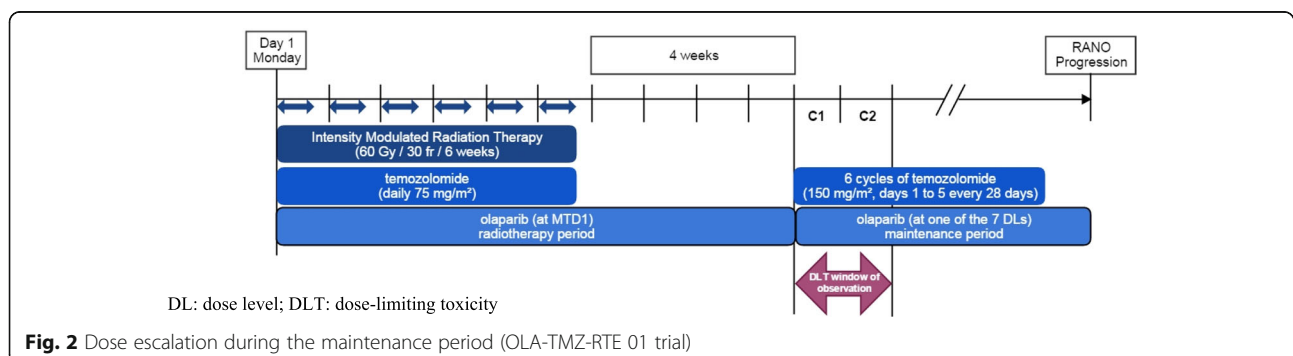 Day 1
Monday
4 weeks
RANO
Progression
C1
C2
Intensity Modulated Radiation Therapy
(60 Gy / 30 fr / 6 weeks)
temozolomide
(daily 75 mg/m²)
6 cycles of temozolomide
(150 mg/m², days 1 to 5 every 28 days)
olaparib (at MTD1)
radiotherapy period
olaparib (at one of the 7 DLs)
maintenance period
DLT window of
observation
DL: dose level; DLT: dose-limiting toxicity
Fig. 2 Dose escalation during the maintenance period (OLA-TMZ-RTE 01 trial)